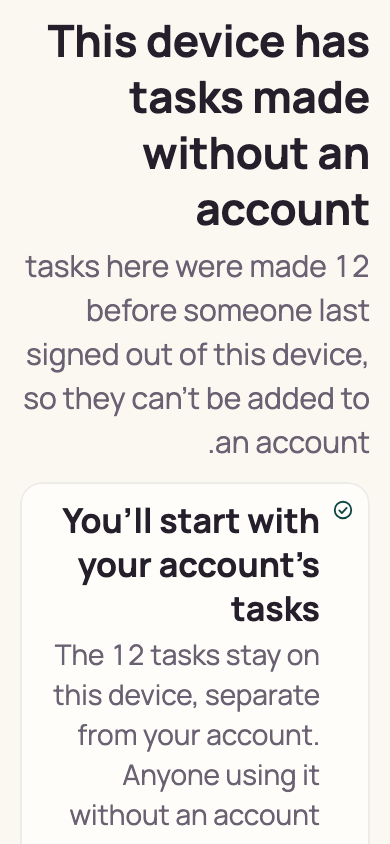 This device has
tasks made
without an
account
tasks here were made 12
before someone last
signed out of this device,
so they can’t be added to
.an account
You’ll start with
your account’s
tasks
The 12 tasks stay on
this device, separate
from your account.
Anyone using it
without an account